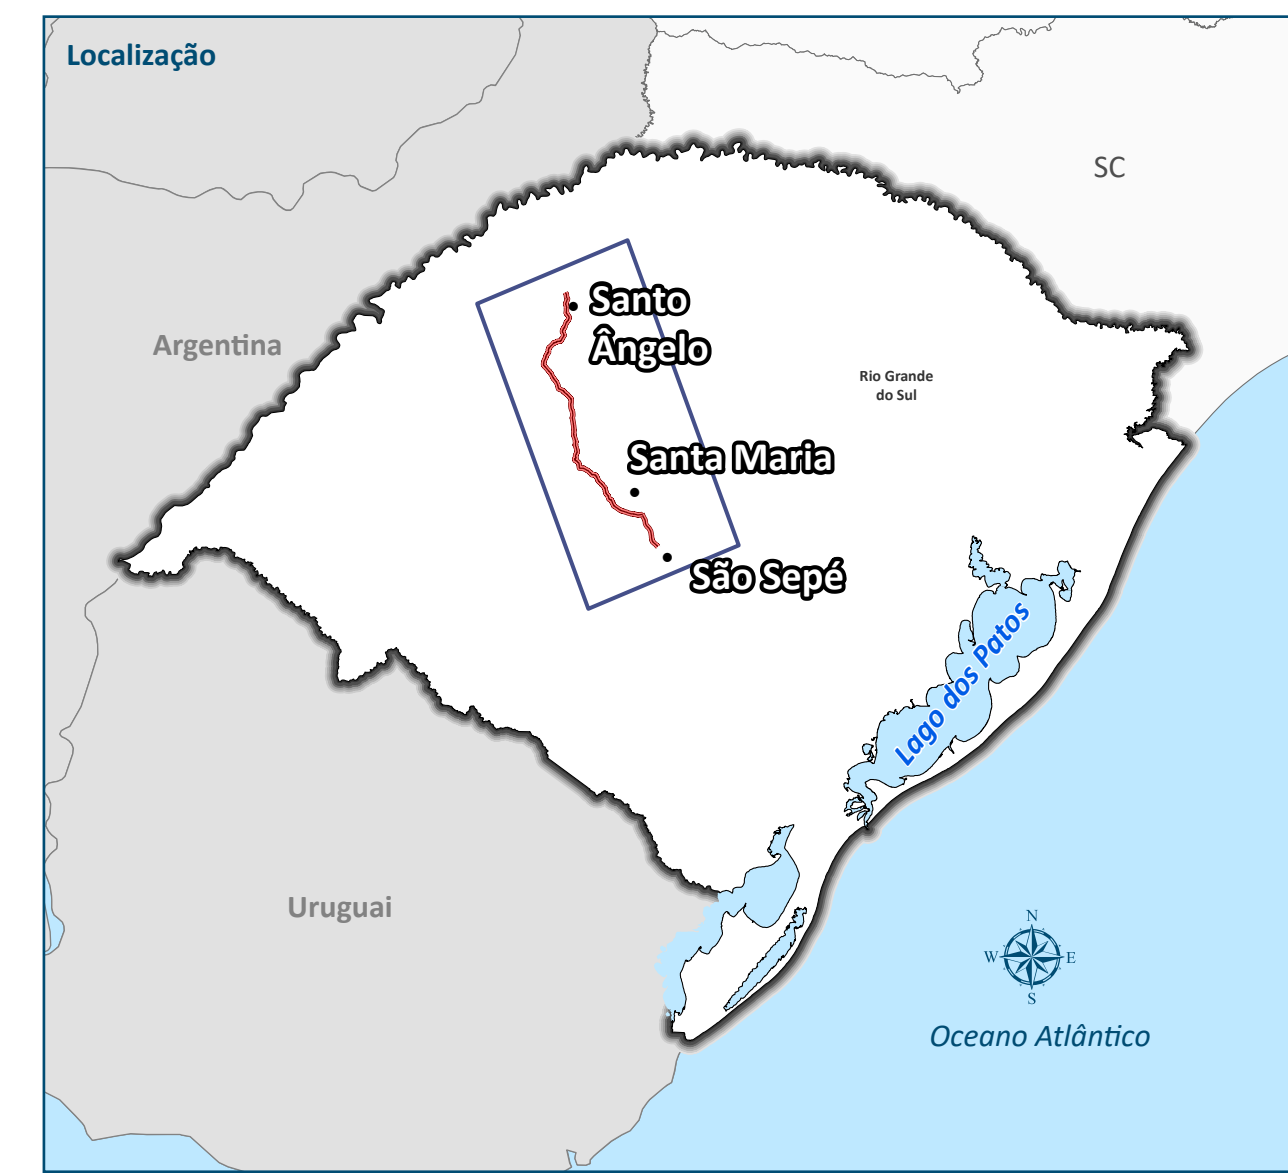 Localização
SC
Santo
Ângelo
Argentina
Rio Grande
do Sul
Santa Maria
São Sepé
Lago dos Patos
Uruguai
N
W
E
S
Oceano Atlântico